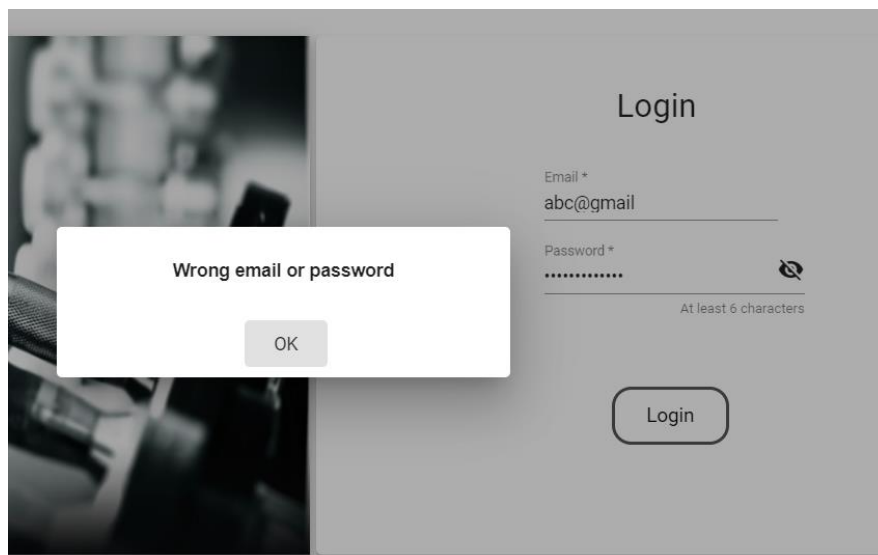 Login
Email *
abc@gmail
Password *
•••••••••••••
At least 6 characters
Login
Wrong email or password
OK